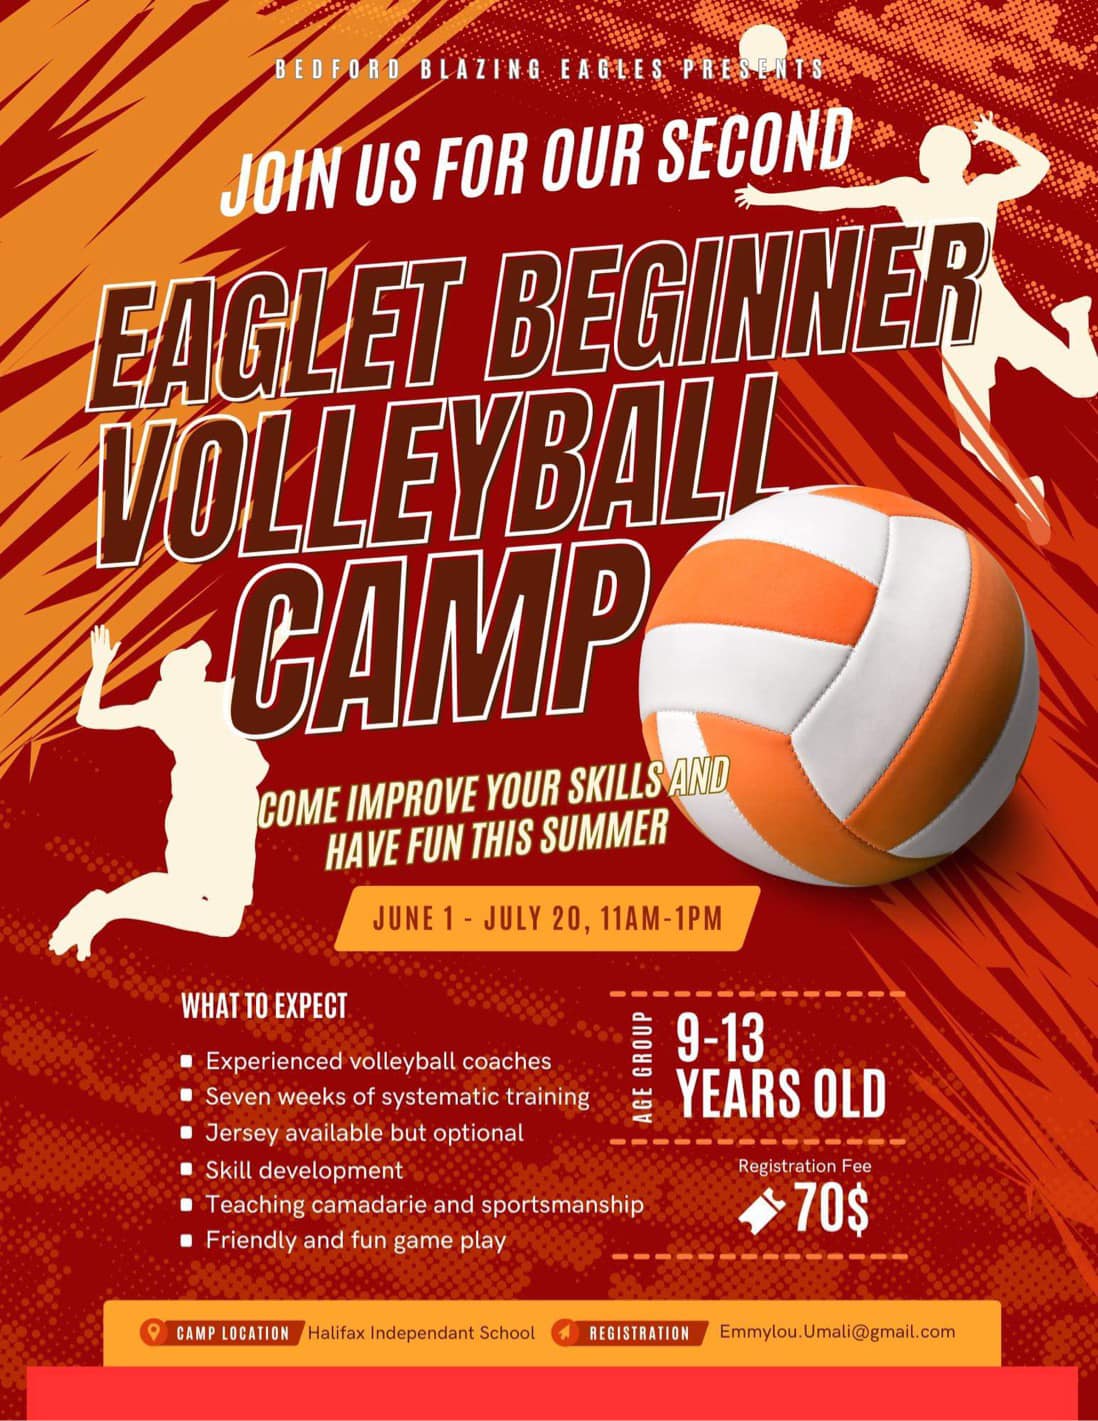 BEDFORD BLAZING EAGLES PRESENTS
JOIN US FOR OUR SECOND
EAGLET BEGINNER
VOLLEYBALL
CAMP
COME IMPROVE YOUR SKILLS AND
HAVE FUN THIS SUMMER
JUNE 1 - JULY 20, 11AM-1PM
WHAT TO EXPECT
Experienced volleyball coaches
Seven weeks of systematic training
Jersey available but optional
Skill development
Teaching camadarie and sportsmanship
Friendly and fun game play
AGE GROUP
9-13
YEARS OLD
Registration Fee
70$
CAMP LOCATION Halifax Independant School
REGISTRATION Emmylou.Umali@gmail.com